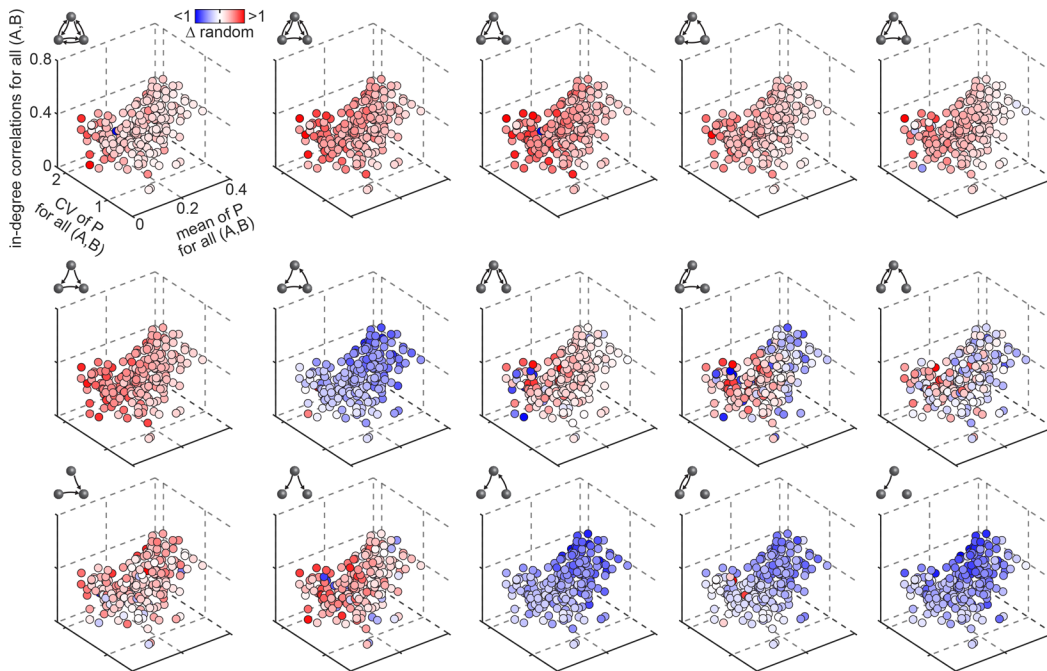 <1 >1
Δ random
in-degree correlations for all (A,B)
0.8
0.4
0
2
1
0
CV of P
for all (A,B)
0.4
0.2
mean of P
for all (A,B)